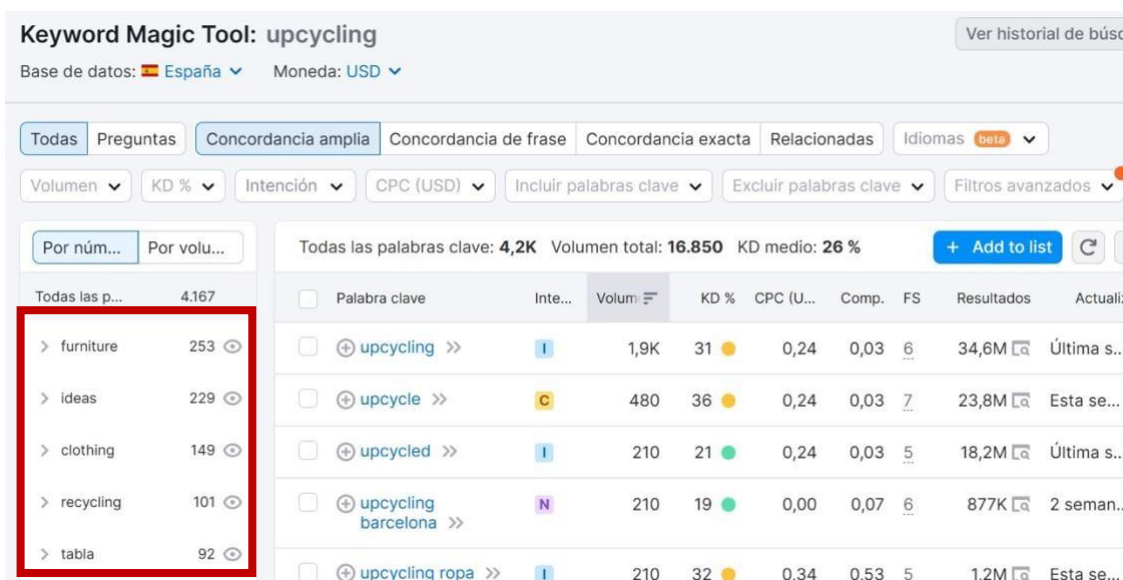 Keyword Magic Tool: upcycling
Ver historial de búsc
Base de datos: España Moneda: USD
Todas Preguntas Concordancia amplia Concordancia de frase Concordancia exacta Relacionadas Idiomas beta
Volumen KD % Intención CPC (USD) Incluir palabras clave Excluir palabras clave Filtros avanzados
Por núm... Por volu...
Todas las palabras clave: 4,2K Volumen total: 16.850 KD medio: 26 % + Add to list
Todas las p... 4.167
Palabra clave Inte... Volum KD % CPC (U... Comp. FS Resultados Actualiz
furniture 253
upcycling I 1,9K 31 0,24 0,03 6 34,6M Última s...
ideas 229
upcycle C 480 36 0,24 0,03 7 23,8M Esta se...
clothing 149
upcycled I 210 21 0,24 0,03 5 18,2M Última s...
recycling 101
upcycling barcelona N 210 19 0,00 0,07 6 877K 2 seman...
tabla 92
upcycling ropa I 210 32 0,34 0,53 5 1,2M Esta se...